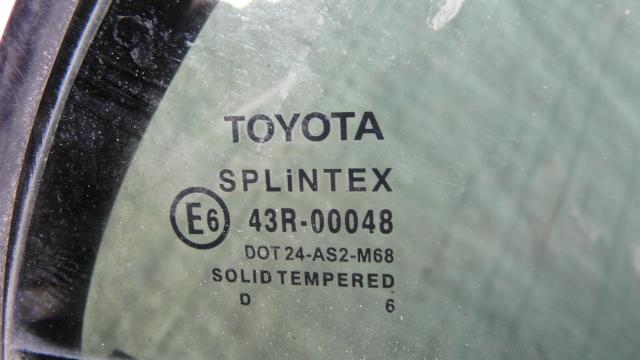 TOYOTA
SPLiNTEX
E6 43R-00048
DOT 24-AS2-M68
SOLID TEMPERED
D 6